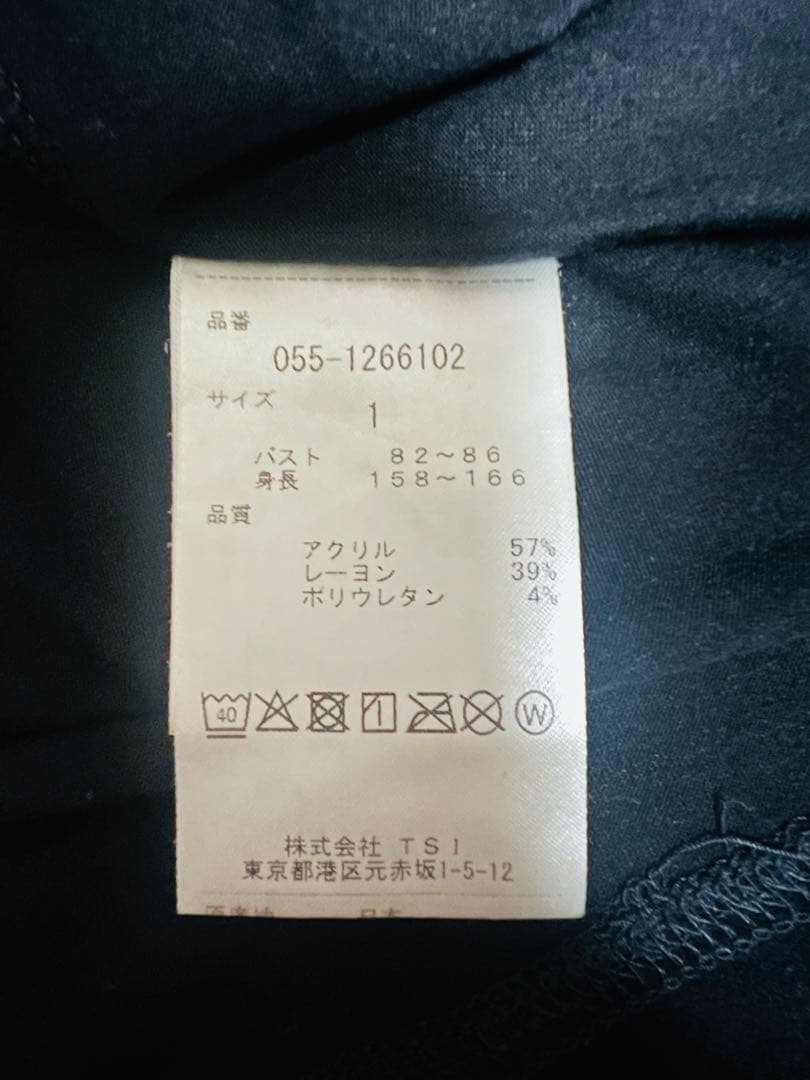 品番
055-1266102
サイズ
1
バスト 82～86
身長 158～166
品質
アクリル 57%
レーヨン 39%
ポリウレタン 4%
40
W
株式会社 TSI
東京都港区元赤坂1-5-12